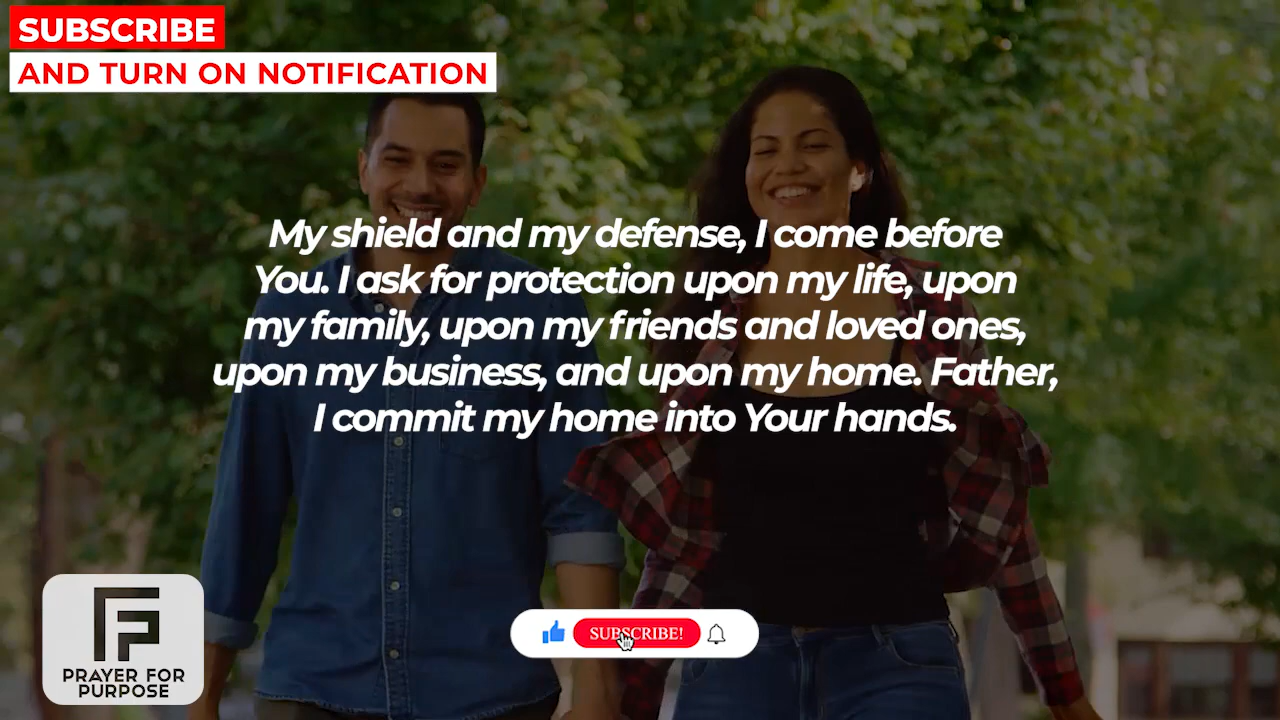 SUBSCRIBE
AND TURN ON NOTIFICATION
My shield and my defense, I come before
You. I ask for protection upon my life, upon
my family, upon my friends and loved ones,
upon my business, and upon my home. Father,
I commit my home into Your hands.
SUBSCRIBE!
PRAYER FOR
PURPOSE